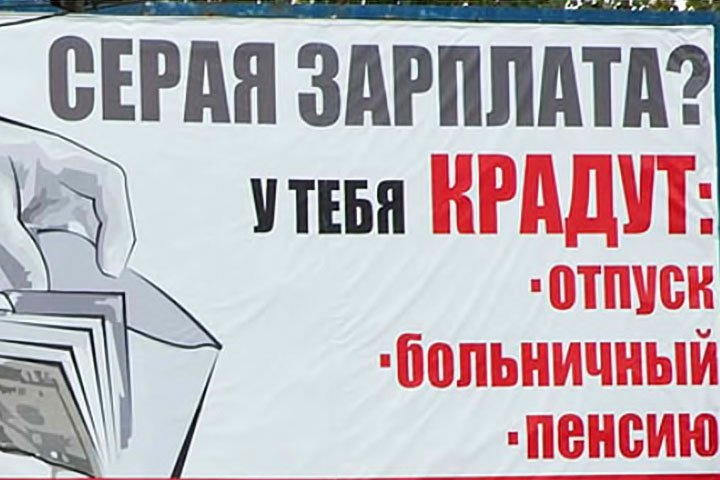 СЕРАЯ ЗАРПЛАТА?
У ТЕБЯ КРАДУТ:
·ОТПУСК
·больничный
·пенсию